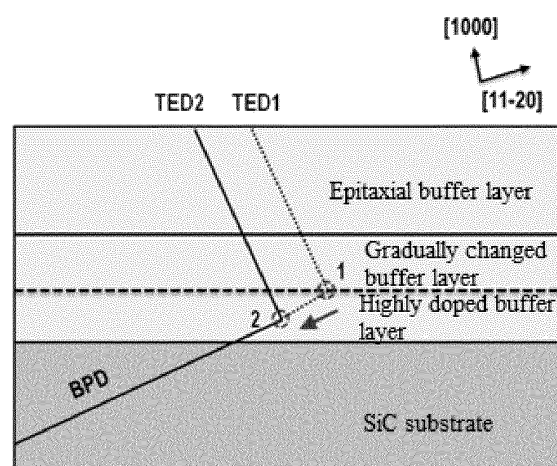 [1000]
[11-20]
TED2 TED1
Epitaxial buffer layer
Gradually changed
buffer layer
1
Highly doped buffer
layer
2
BPD
SiC substrate